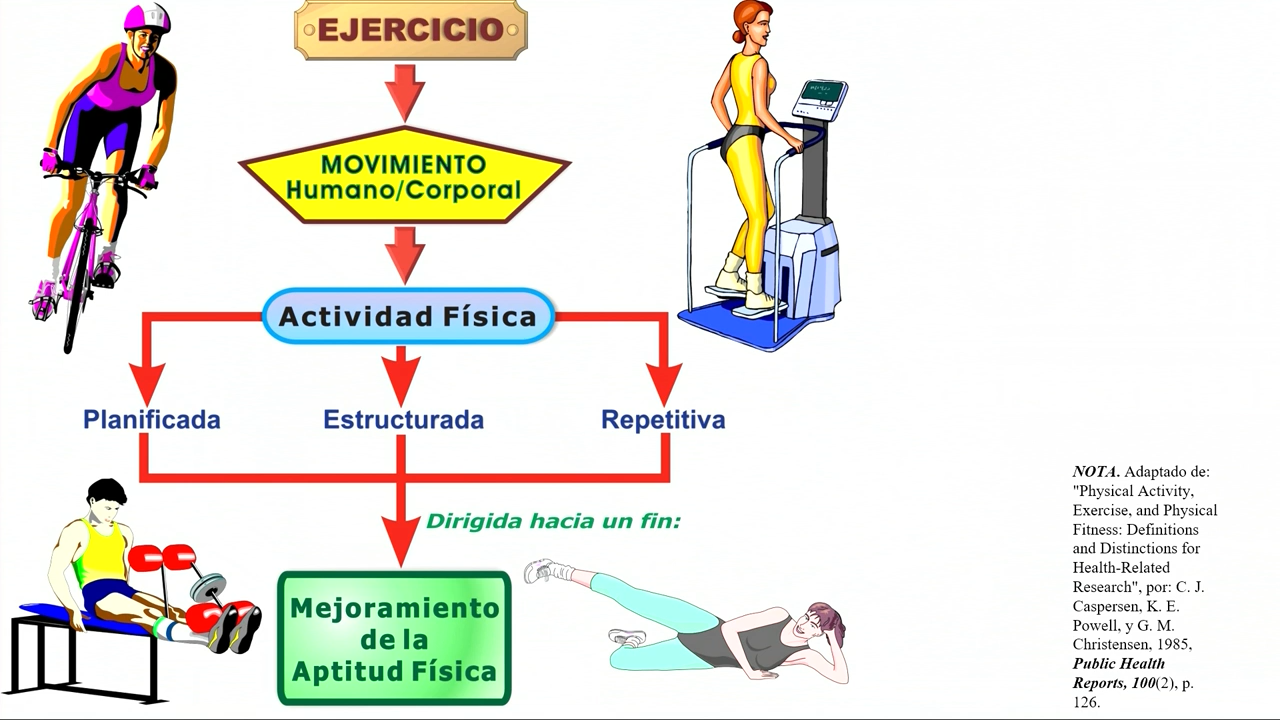 EJERCICIO
MOVIMIENTO
Humano/Corporal
Actividad Física
Planificada
Estructurada
Repetitiva
Dirigida hacia un fin:
Mejoramiento
de la
Aptitud Física
NOTA. Adaptado de:
"Physical Activity,
Exercise, and Physical
Fitness: Definitions
and Distinctions for
Health-Related
Research", por: C. J.
Caspersen, K. E.
Powell, y G. M.
Christensen, 1985,
Public Health
Reports, 100(2), p.
126.